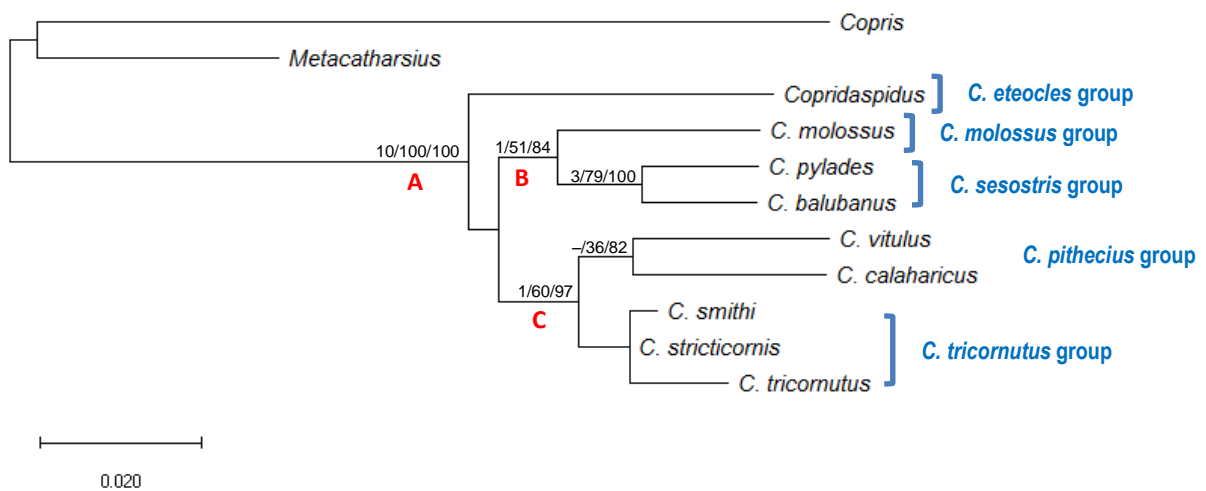 Copris
Metacatharsius
Copridaspidus
C. eteocles group
C. molossus
C. molossus group
10/100/100
1/51/84
A
B
C. pylades
3/79/100
C. sesostris group
C. balubanus
C. vitulus
–/36/82
C. pithecius group
C. calaharicus
1/60/97
C
C. smithi
C. stricticornis
C. tricornutus group
C. tricornutus
0.020